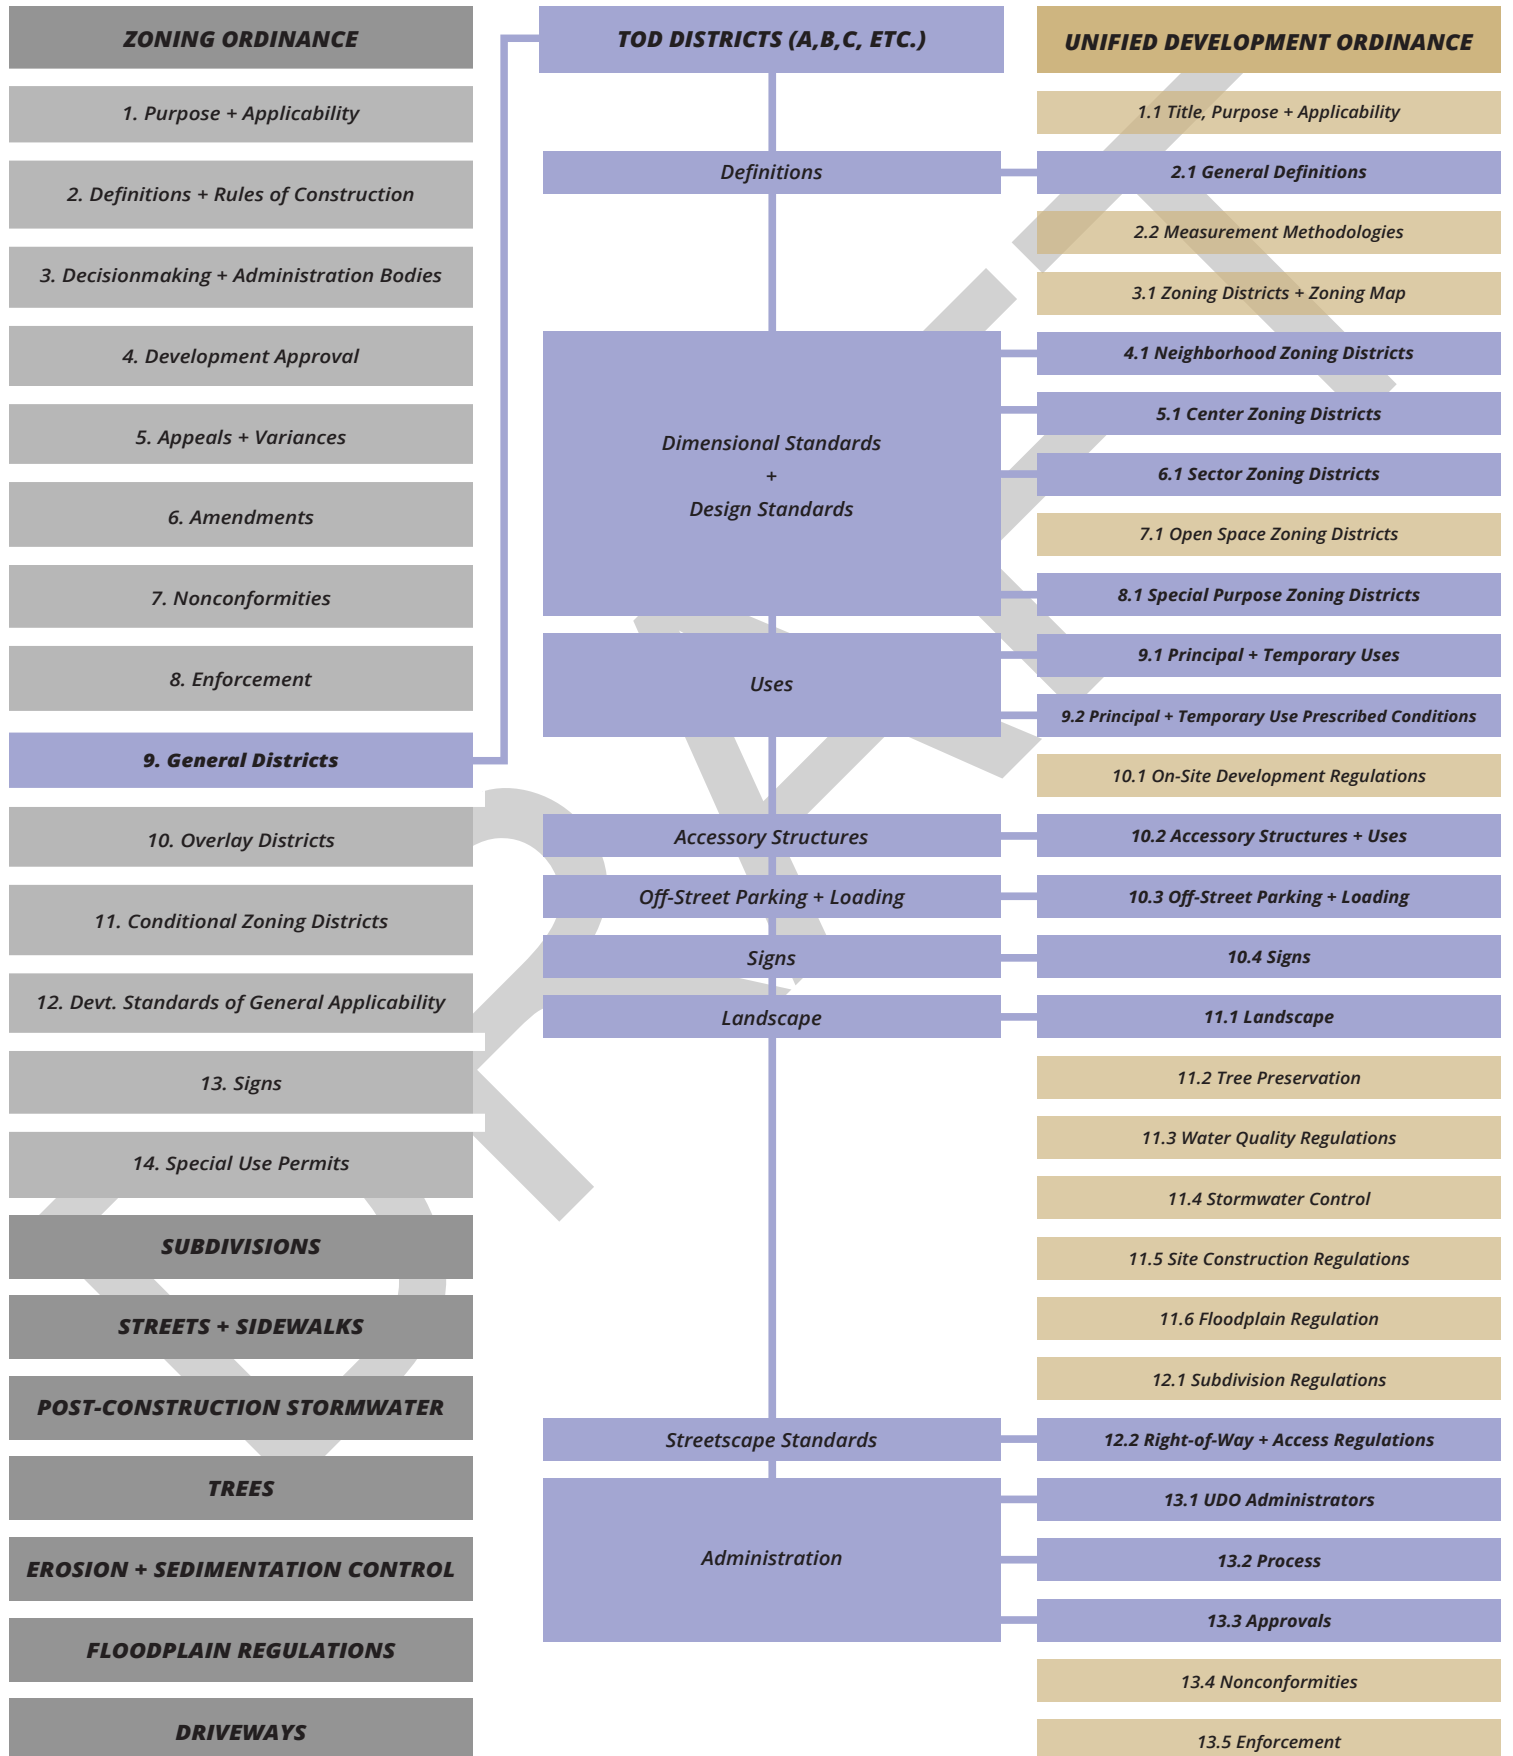 ZONING ORDINANCE
1. Purpose + Applicability
2. Definitions + Rules of Construction
3. Decisionmaking + Administration Bodies
4. Development Approval
5. Appeals + Variances
6. Amendments
7. Nonconformities
8. Enforcement
9. General Districts
10. Overlay Districts
11. Conditional Zoning Districts
12. Devt. Standards of General Applicability
13. Signs
14. Special Use Permits
SUBDIVISIONS
STREETS + SIDEWALKS
POST-CONSTRUCTION STORMWATER
TREES
EROSION + SEDIMENTATION CONTROL
FLOODPLAIN REGULATIONS
DRIVEWAYS
TOD DISTRICTS (A,B,C, ETC.)
Definitions
Dimensional Standards
+
Design Standards
Uses
Accessory Structures
Off-Street Parking + Loading
Signs
Landscape
Streetscape Standards
Administration
UNIFIED DEVELOPMENT ORDINANCE
1.1 Title, Purpose + Applicability
2.1 General Definitions
2.2 Measurement Methodologies
3.1 Zoning Districts + Zoning Map
4.1 Neighborhood Zoning Districts
5.1 Center Zoning Districts
6.1 Sector Zoning Districts
7.1 Open Space Zoning Districts
8.1 Special Purpose Zoning Districts
9.1 Principal + Temporary Uses
9.2 Principal + Temporary Use Prescribed Conditions
10.1 On-Site Development Regulations
10.2 Accessory Structures + Uses
10.3 Off-Street Parking + Loading
10.4 Signs
11.1 Landscape
11.2 Tree Preservation
11.3 Water Quality Regulations
11.4 Stormwater Control
11.5 Site Construction Regulations
11.6 Floodplain Regulation
12.1 Subdivision Regulations
12.2 Right-of-Way + Access Regulations
13.1 UDO Administrators
13.2 Process
13.3 Approvals
13.4 Nonconformities
13.5 Enforcement
DRAFT